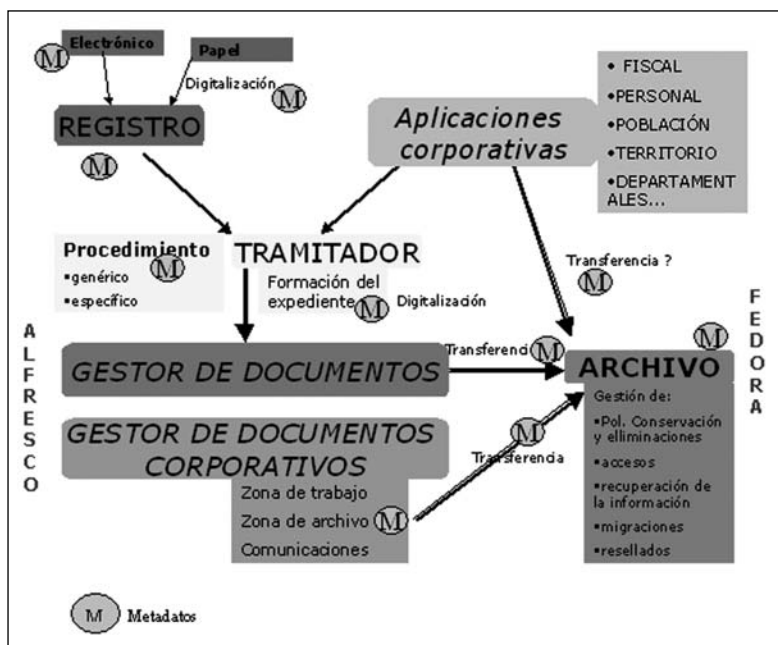 Electrónico
M
Papel
Digitalización
M
REGISTRO
M
Aplicaciones
corporativas
• FISCAL
•PERSONAL
•POBLACIÓN
•TERRITORIO
•DEPARTAMENT
ALES...
Procedimiento
M
▪genérico
▪específico
TRAMITADOR
Formación del
expediente
M
Digitalización
Transferencia ?
M
ALFRESCO
FEDORA
GESTOR DE DOCUMENTOS
Transferenci
M
M
ARCHIVO
Gestión de:
•Pol. Conservación
y elliminaciones
•accesos
•recuperación de
la información
•migraciones
•resellados
GESTOR DE DOCUMENTOS
CORPORATIVOS
M
Transferencia
Zona de trabajo
Zona de archivo
M
Comunicaciones
M
Metadatos